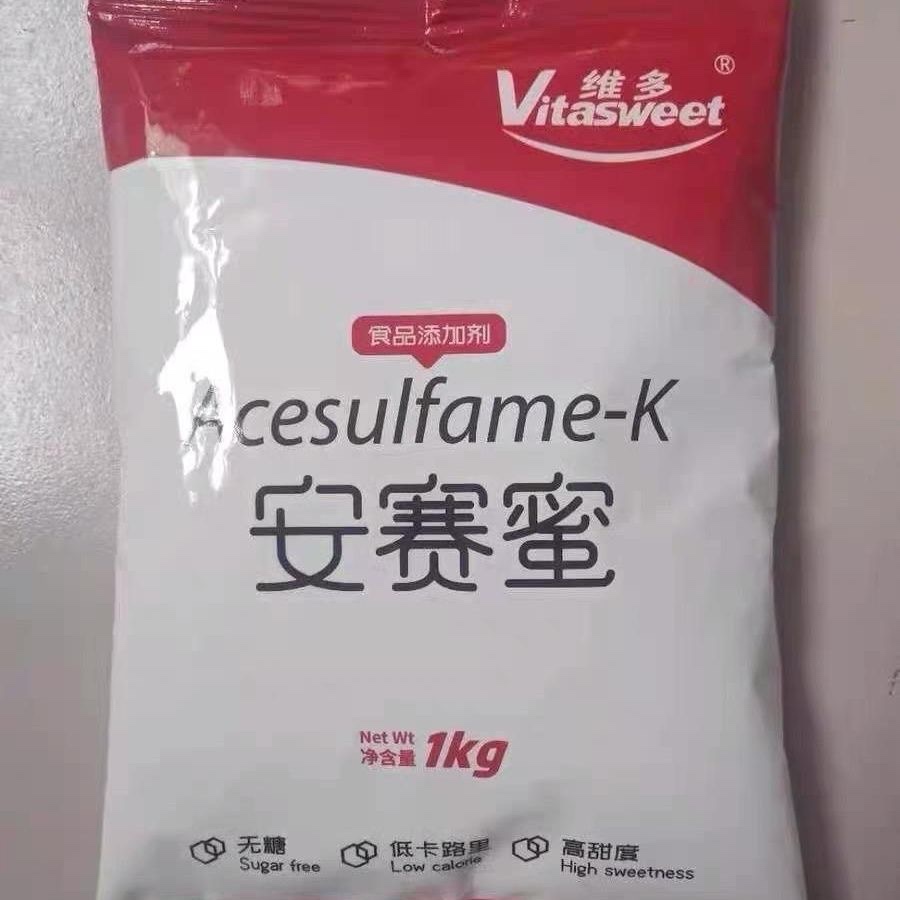 维多®
Vitasweet
食品添加剂
Acesulfame-K
安赛蜜
Net Wt
净含量 1kg
无糖
Sugar free
低卡路里
Low calorie
高甜度
High sweetness